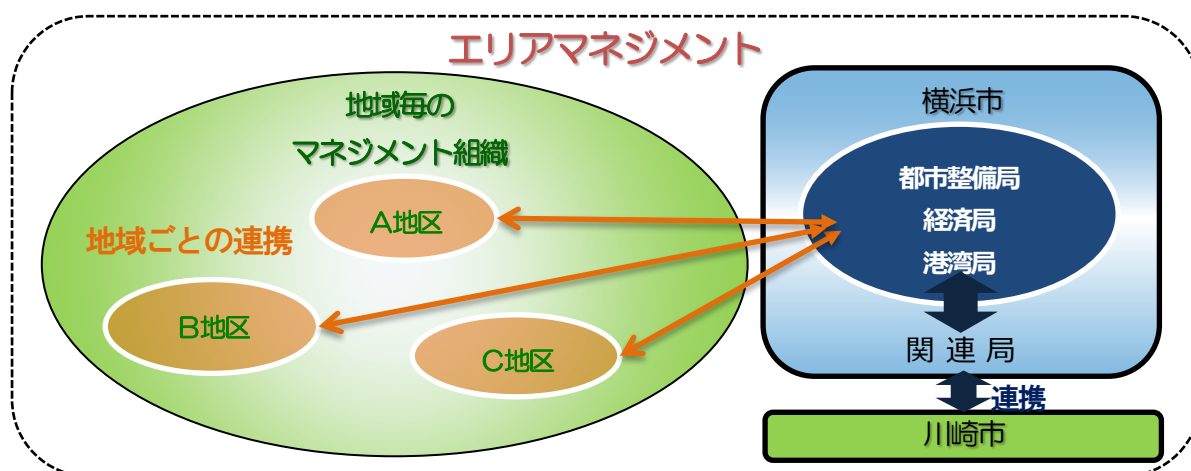 エリアマネジメント
地域毎の
マネジメント組織
A地区
地域ごとの連携
B地区
C地区
横浜市
都市整備局
経済局
港湾局
関連局
連携
川崎市